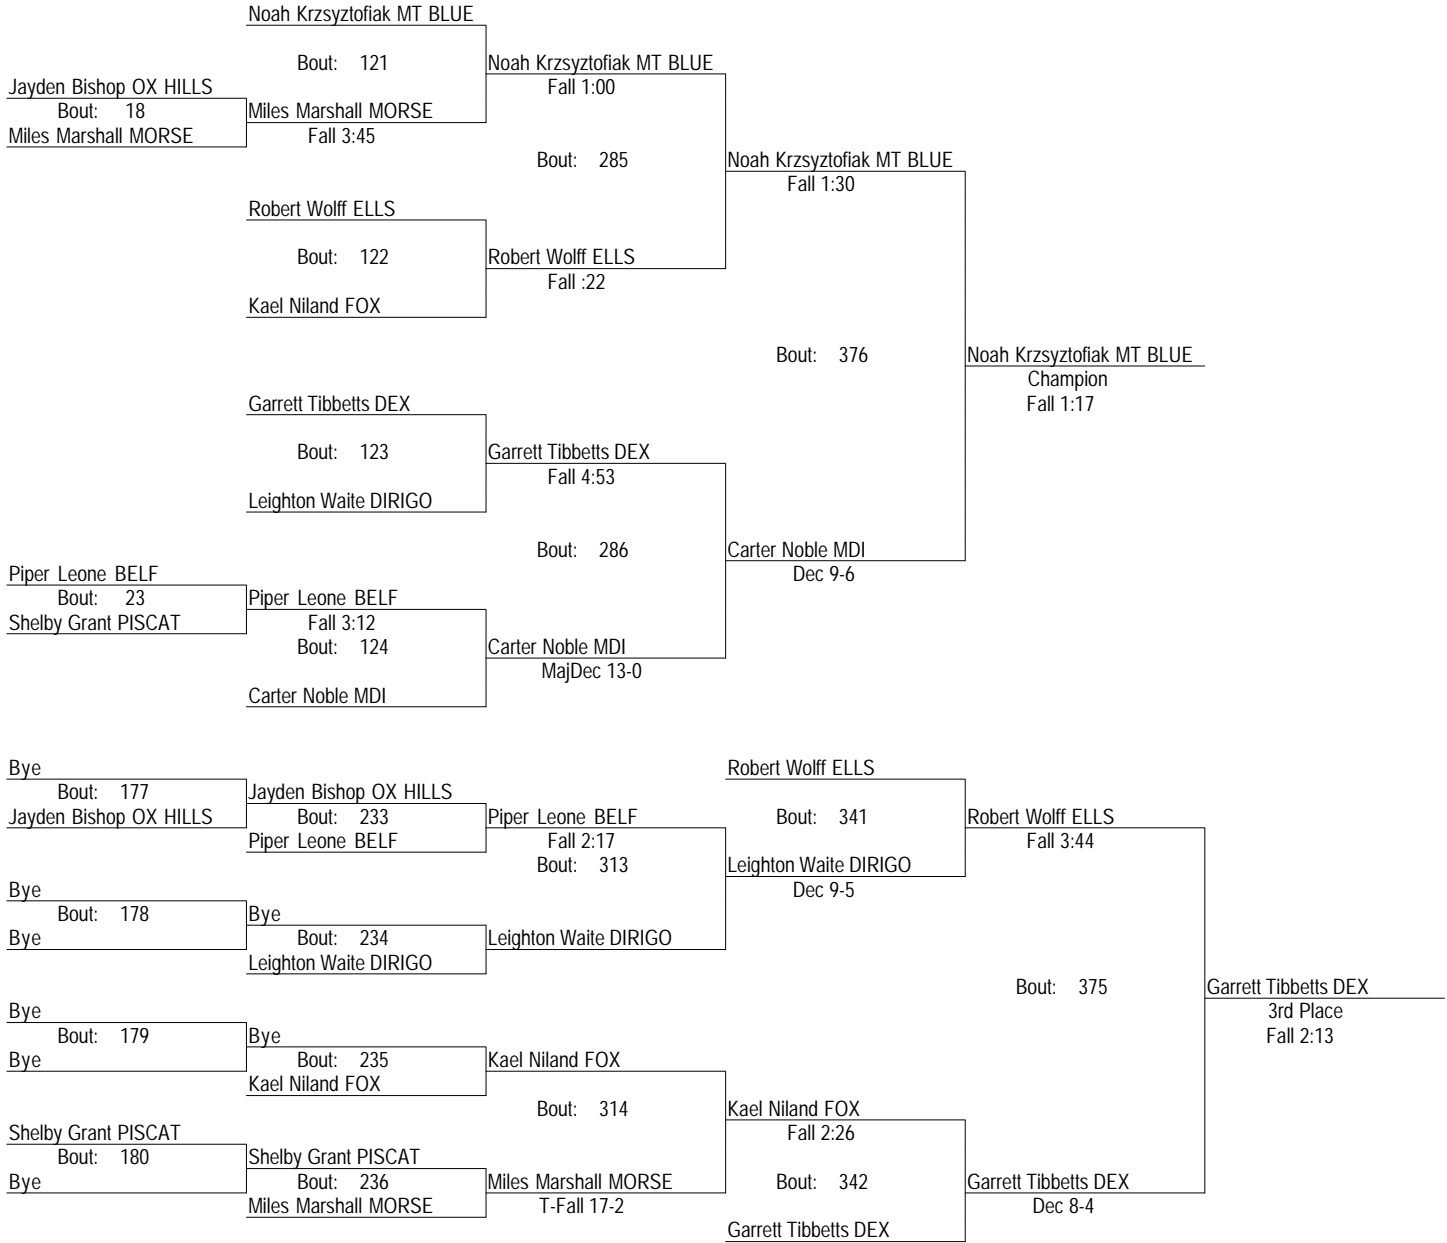 Noah Krzsyztofiak MT BLUE
Bout: 121
Noah Krzsyztofiak MT BLUE
Jayden Bishop OX HILLS
Fall 1:00
Bout: 18
Miles Marshall MORSE
Miles Marshall MORSE
Fall 3:45
Bout: 285
Noah Krzsyztofiak MT BLUE
Fall 1:30
Robert Wolff ELLS
Bout: 122
Robert Wolff ELLS
Fall :22
Kael Niland FOX
Bout: 376
Noah Krzsyztofiak MT BLUE
Champion
Fall 1:17
Garrett Tibbetts DEX
Bout: 123
Garrett Tibbetts DEX
Fall 4:53
Leighton Waite DIRIGO
Bout: 286
Carter Noble MDI
Dec 9-6
Piper Leone BELF
Bout: 23
Piper Leone BELF
Shelby Grant PISCAT
Fall 3:12
Bout: 124
Carter Noble MDI
MajDec 13-0
Carter Noble MDI
Bye
Robert Wolff ELLS
Bout: 177
Jayden Bishop OX HILLS
Jayden Bishop OX HILLS
Bout: 233
Piper Leone BELF
Bout: 341
Robert Wolff ELLS
Piper Leone BELF
Fall 2:17
Fall 3:44
Bout: 313
Leighton Waite DIRIGO
Bye
Dec 9-5
Bout: 178
Bye
Bye
Bout: 234
Leighton Waite DIRIGO
Leighton Waite DIRIGO
Bout: 375
Garrett Tibbetts DEX
Bye
3rd Place
Bout: 179
Bye
Fall 2:13
Bye
Bout: 235
Kael Niland FOX
Kael Niland FOX
Bout: 314
Kael Niland FOX
Shelby Grant PISCAT
Fall 2:26
Bout: 180
Shelby Grant PISCAT
Bye
Bout: 236
Miles Marshall MORSE
Bout: 342
Garrett Tibbetts DEX
Miles Marshall MORSE
T-Fall 17-2
Dec 8-4
Garrett Tibbetts DEX